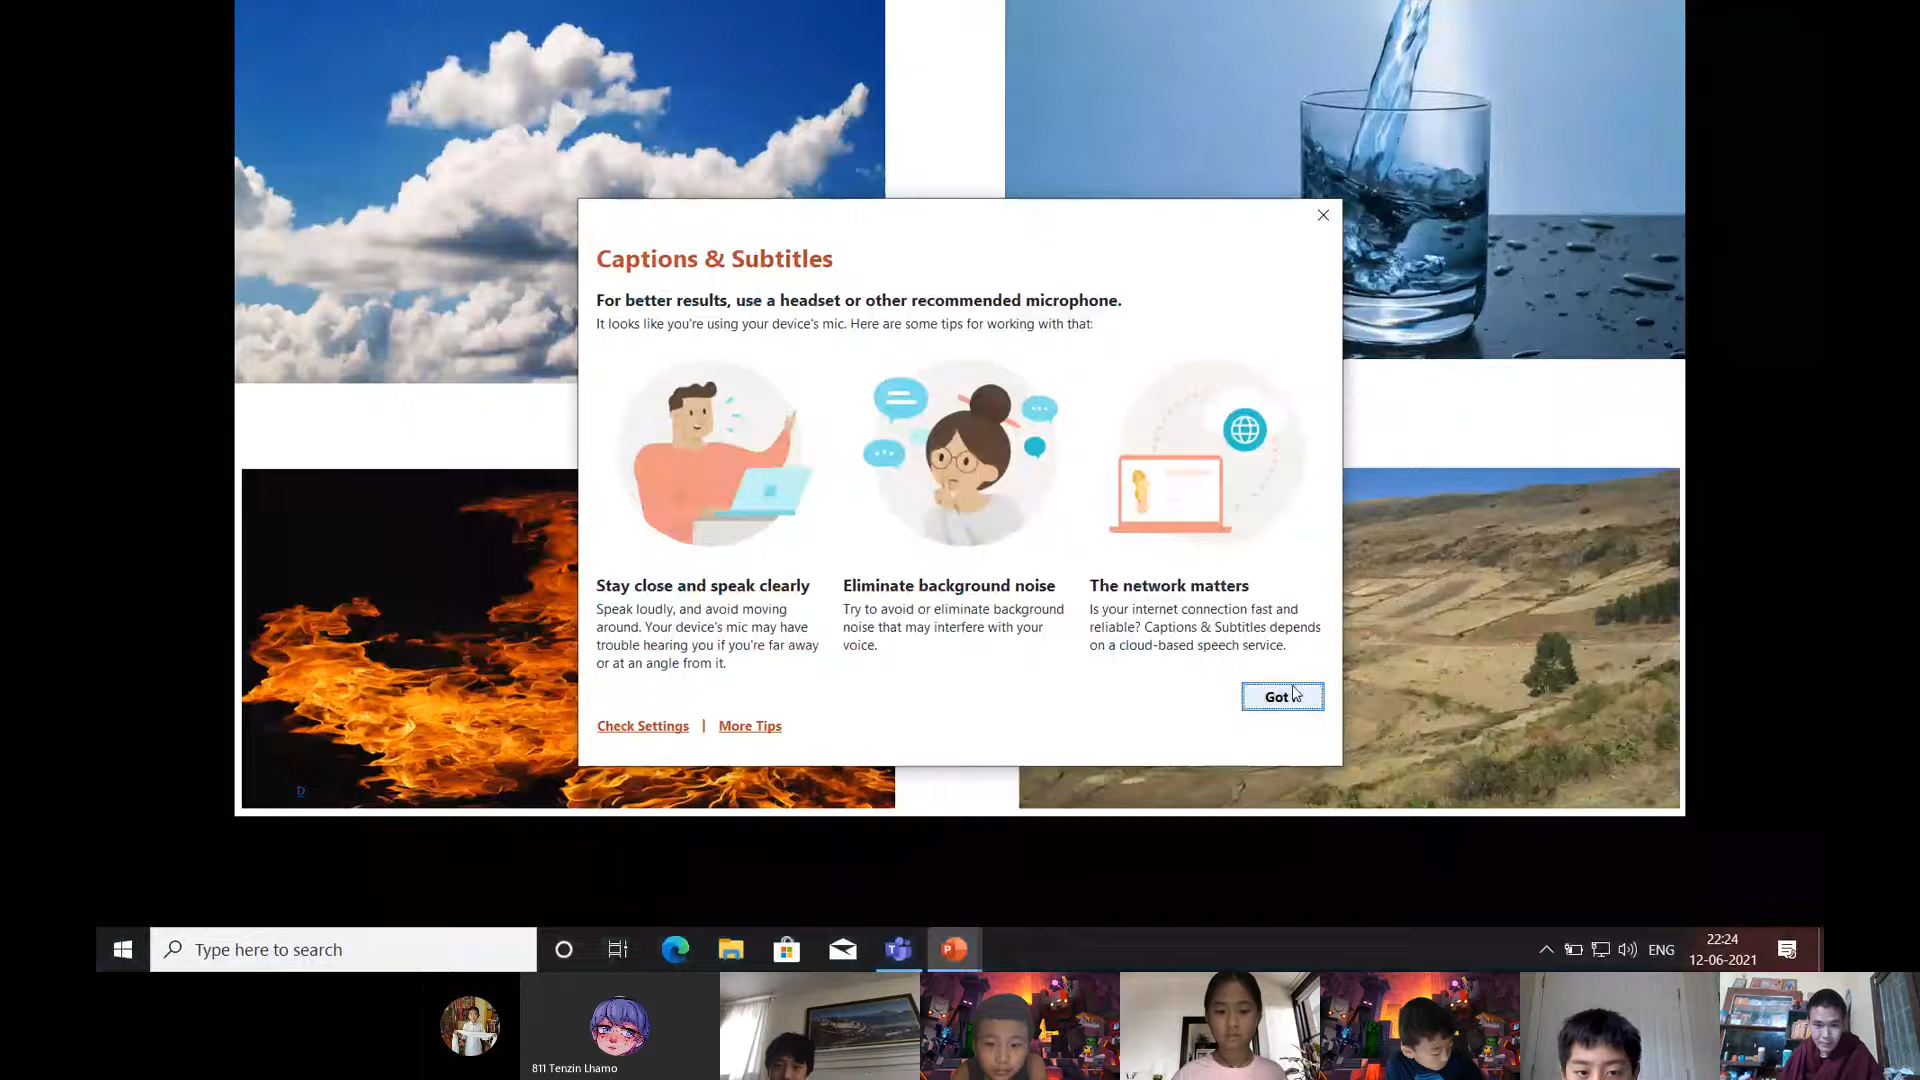 Captions & Subtitles
For better results, use a headset or other recommended microphone.
It looks like you're using your device's mic. Here are some tips for working with that:
Stay close and speak clearly
Speak loudly, and avoid moving
around. Your device's mic may have
trouble hearing you if you're far away
or at an angle from it.
Eliminate background noise
Try to avoid or eliminate background
noise that may interfere with your
voice.
The network matters
Is your internet connection fast and
reliable? Captions & Subtitles depends
on a cloud-based speech service.
Got
Check Settings | More Tips
D
Type here to search
ENG
22:24
12-06-2021
811 Tenzin Lhamo